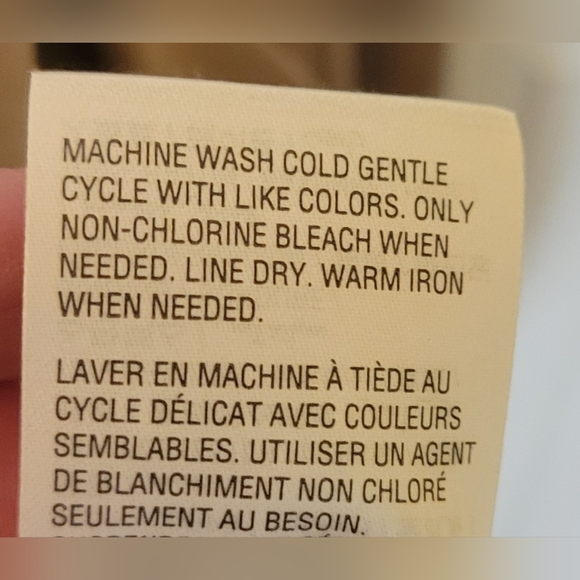 MACHINE WASH COLD GENTLE
CYCLE WITH LIKE COLORS. ONLY
NON-CHLORINE BLEACH WHEN
NEEDED. LINE DRY. WARM IRON
WHEN NEEDED.
LAVER EN MACHINE À TIÈDE AU
CYCLE DÉLICAT AVEC COULEURS
SEMBLABLES. UTILISER UN AGENT
DE BLANCHIMENT NON CHLORÉ
SEULEMENT AU BESOIN.